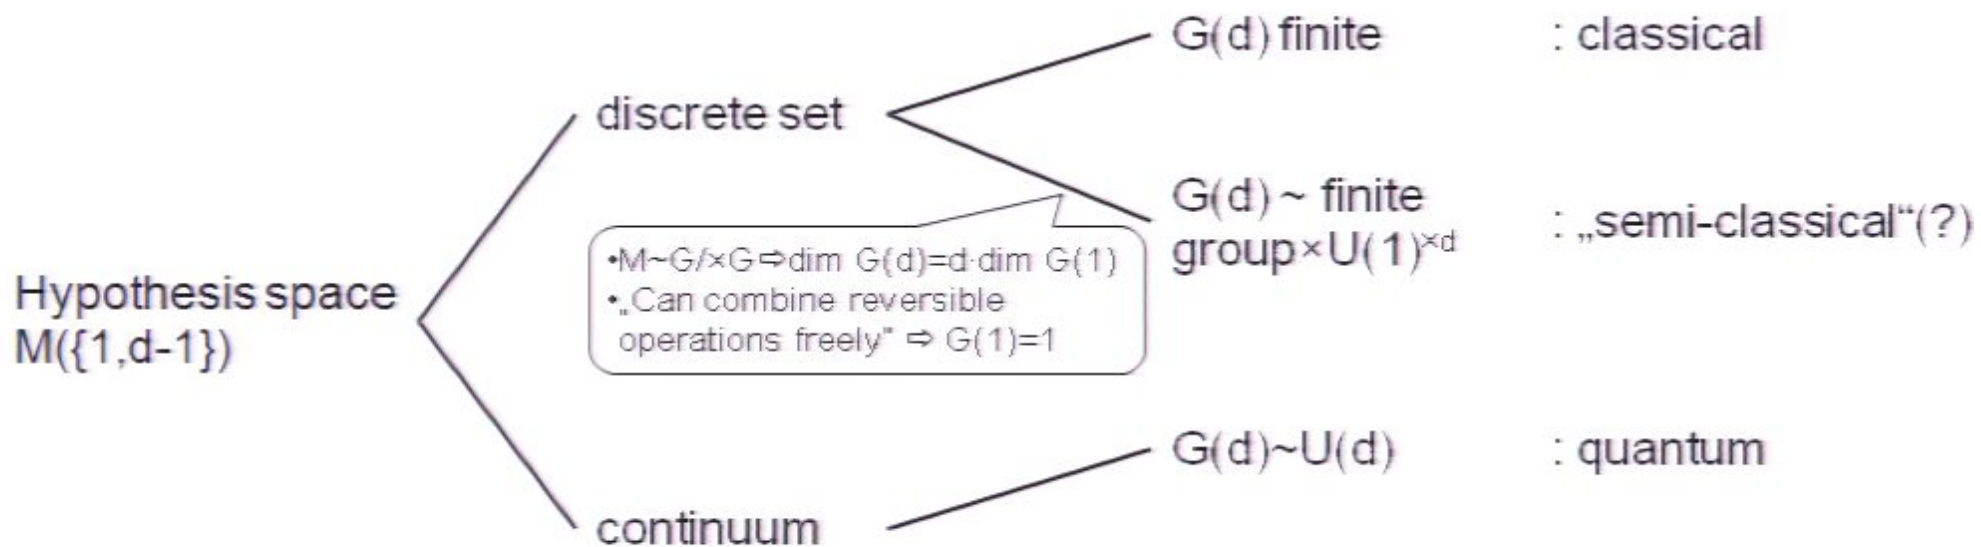 G(d) finite : classical
discrete set
G(d) ~ finite
group×U(1)^×d : „semi-classical“(?)
•M~G/×G⇨dim G(d)=d·dim G(1)
•„Can combine reversible
operations freely” ⇨ G(1)=1
Hypothesis space
M({1,d-1})
G(d)~U(d) : quantum
continuum